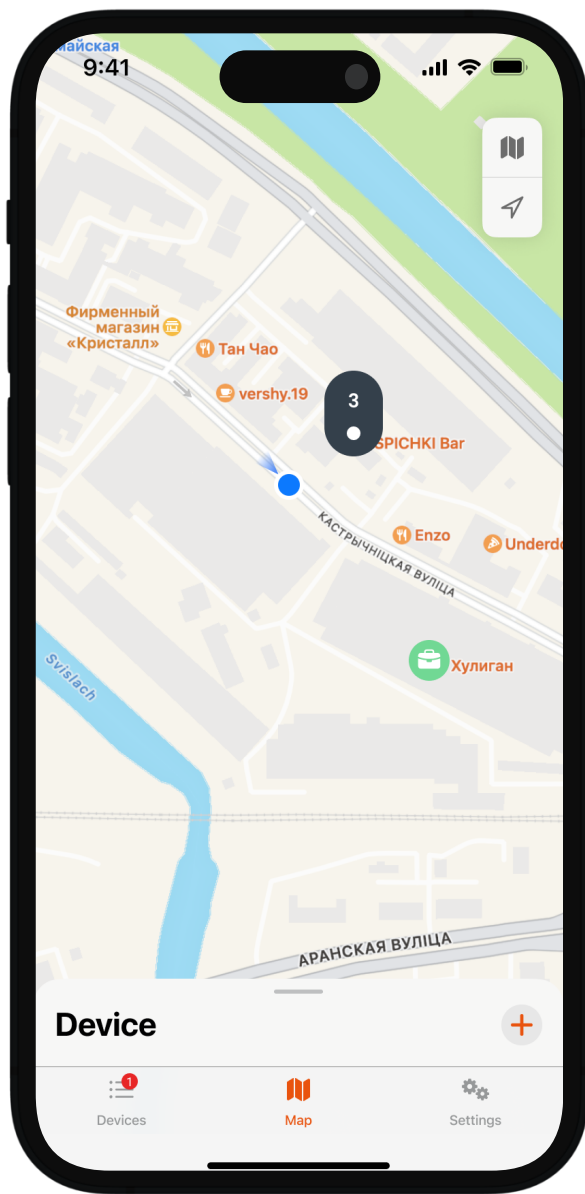 майская
9:41
Фирменный
магазин
«Кристалл»
Тан Чао
vershy.19
3
SPICHKI Bar
КАСТРЫЧНІЦКАЯ ВУЛІЦА
Enzo
Underdo
Хулиган
Svislach
АРАНСКАЯ ВУЛІЦА
Device
1
Devices
Map
Settings